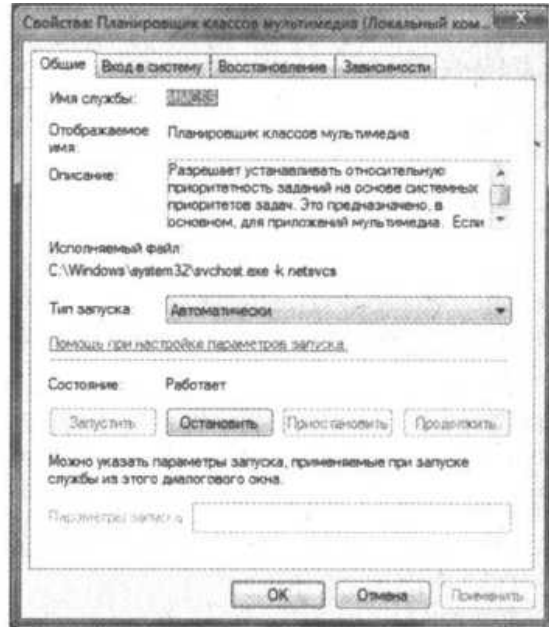 Свойства: Планировщик классов мультимедиа (Локальный ком...
Общие Вход в систему Восстановление Зависимости
Имя службы: MMCSS
Отображаемое имя: Планировщик классов мультимедиа
Описание: Разрешает устанавливать относительную
приоритетность заданий на основе системных
приоритетов задач. Это предназначено, в
основном, для приложений мультимедиа. Если
Исполняемый файл:
C:\Windows\system32\svchost.exe -k netsvcs
Тип запуска: Автоматически
Помощь при настройке параметров запуска.
Состояние: Работает
Запустить Остановить Приостановить Продолжить
Можно указать параметры запуска, применяемые при запуске
службы из этого диалогового окна.
Параметры запуска:
OK Отмена Применить